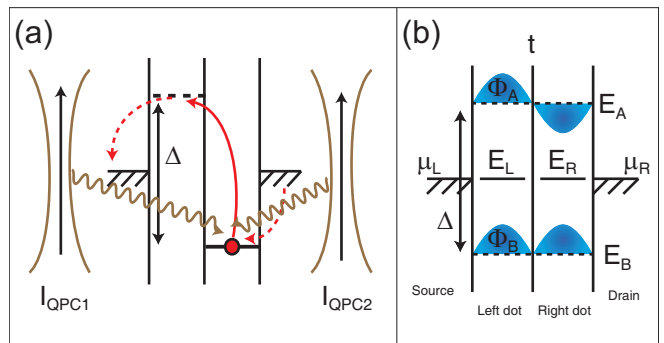 (a)
Δ
I_QPC1
I_QPC2
(b)
t
Φ_A
E_A
μ_L
E_L
E_R
μ_R
Δ
Φ_B
E_B
Source
Left dot
Right dot
Drain